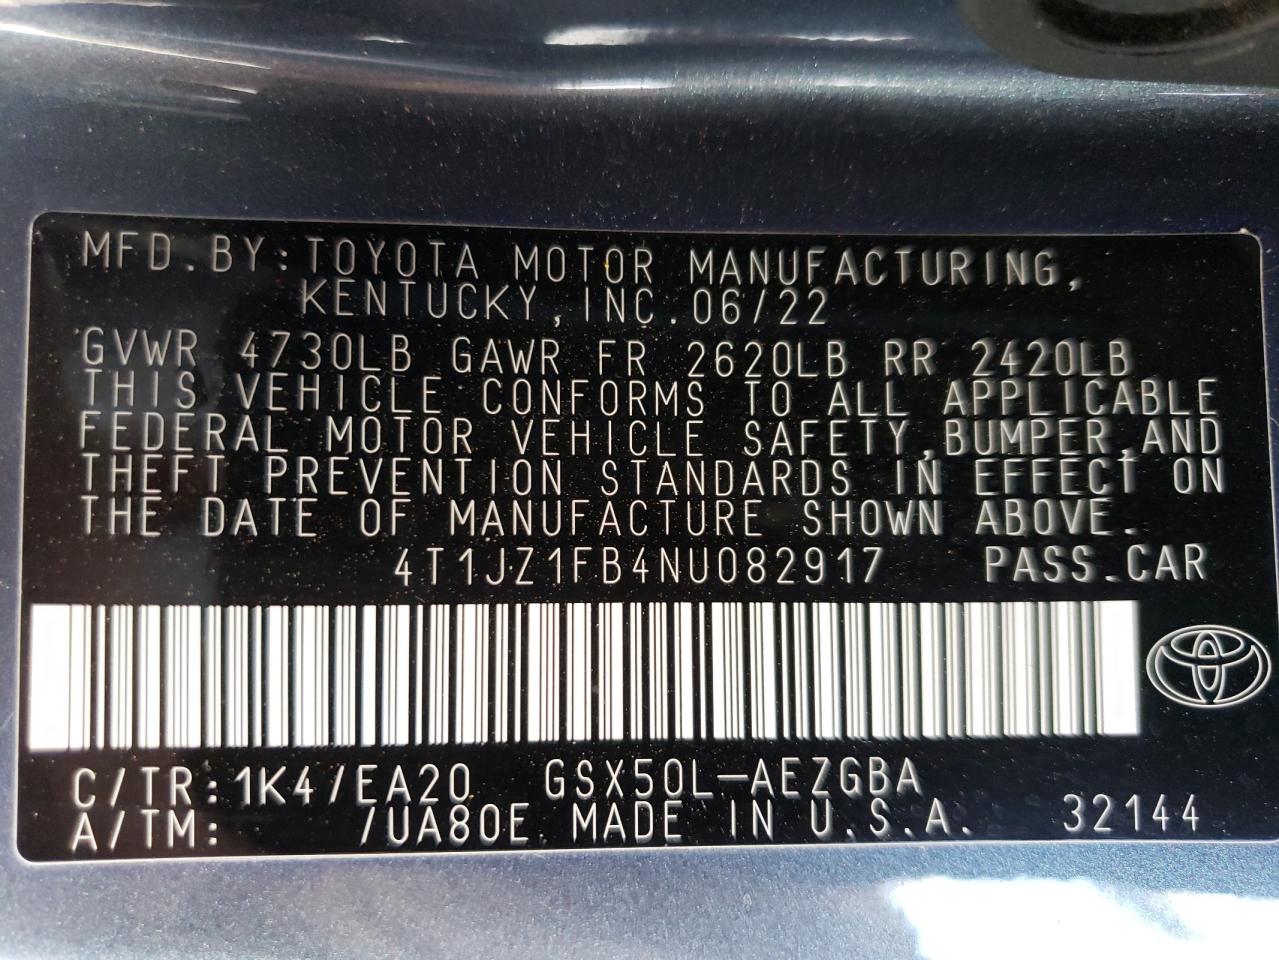 MFD.BY:TOYOTA MOTOR MANUFACTURING,
KENTUCKY,INC.06/22
GVWR 4730LB GAWR FR 2620LB RR 2420LB
THIS VEHICLE CONFORMS TO ALL APPLICABLE
FEDERAL MOTOR VEHICLE SAFETY,BUMPER,AND
THEFT PREVENTION STANDARDS IN EFFECT ON
THE DATE OF MANUFACTURE SHOWN ABOVE.
4T1JZ1FB4NU082917 PASS.CAR
C/TR:1K4/EA20 GSX50L-AEZGBA
A/TM: /UA80E MADE IN U.S.A. 32144